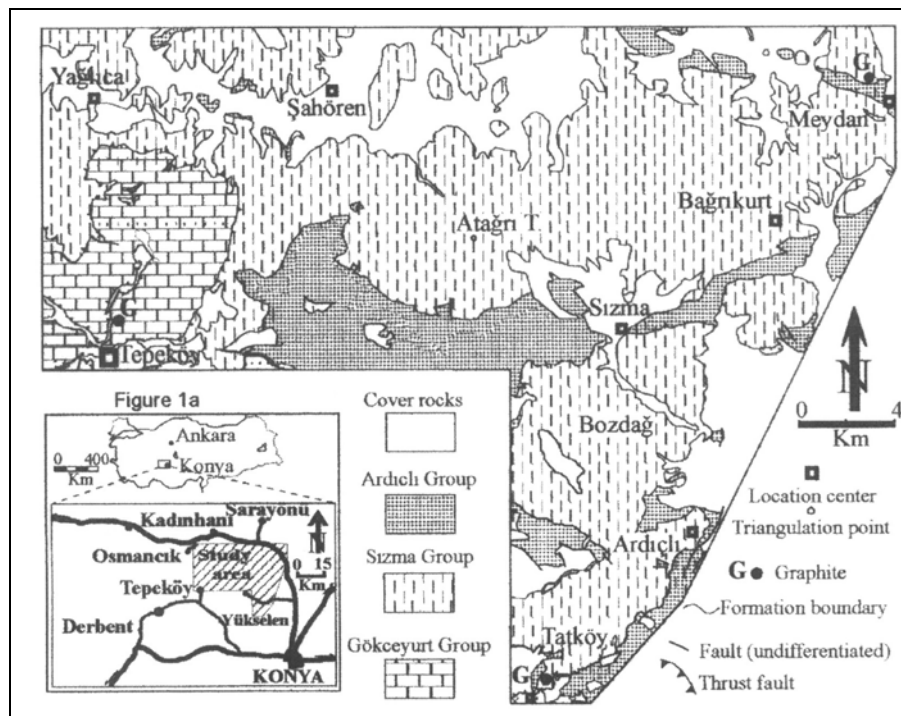 G
Yağlıca
Şahören
Meydan
Bağrıkurt
Atağrı T
Sızma
G
Tepeköy
N
Figure 1a
Cover rocks
Bozdağ
0 4
Km
Ankara
0 400
Km
Konya
Ardıçlı Group
Location center
Triangulation point
Sarayönü
Kadınhanı
N
Osmancık
Study
area
0 15
Km
Sızma
Group
Ardıçlı
G Graphite
Tepeköy
Formation boundary
Derbent
Yükselen
Gökceyurt Group
Tatköy
Fault (undifferentiated)
G
Thrust fault
KONYA